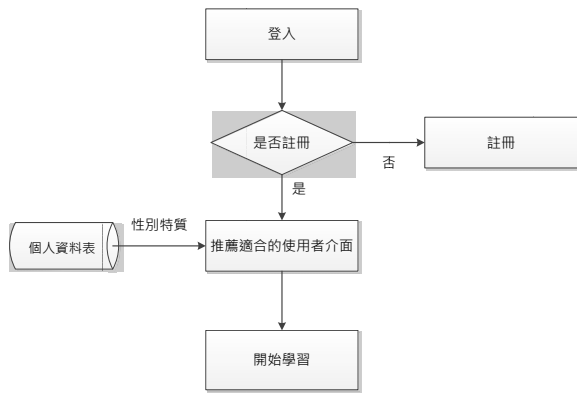 登入
是否註冊
否
註冊
是
性別特質
個人資料表
推薦適合的使用者介面
開始學習